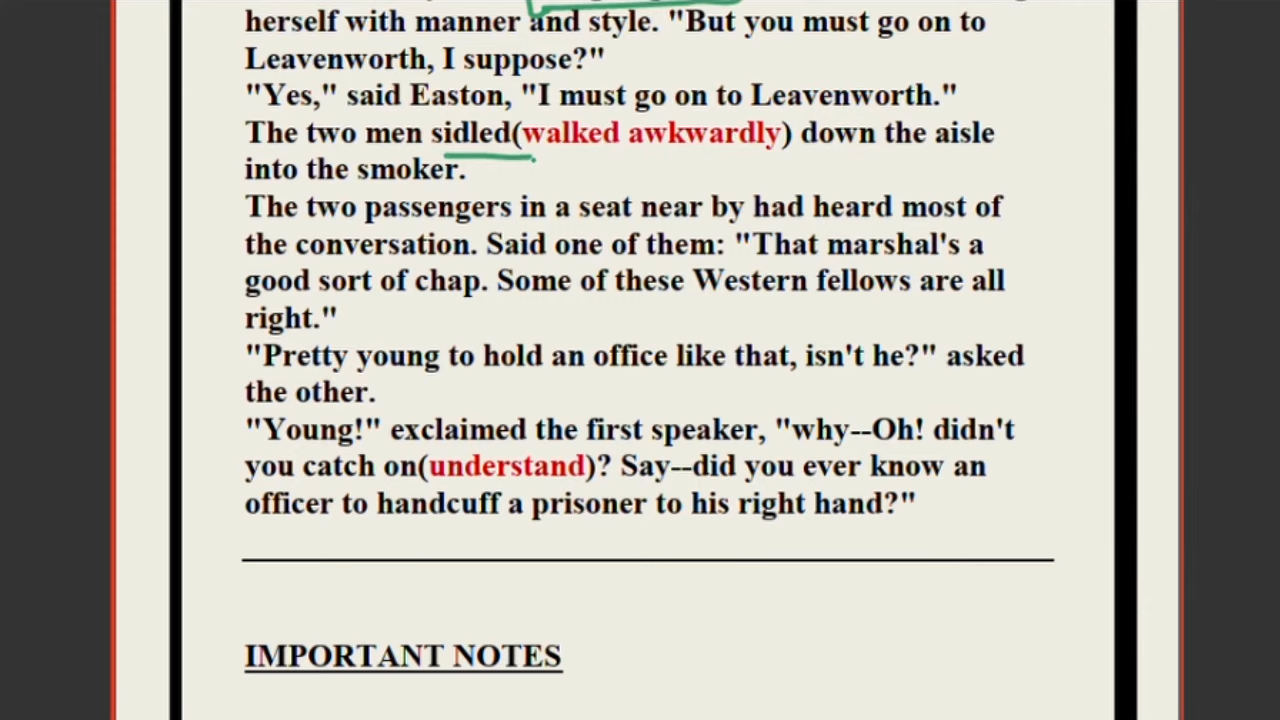 herself with manner and style. "But you must go on to
Leavenworth, I suppose?"
"Yes," said Easton, "I must go on to Leavenworth."
The two men sidled(walked awkwardly) down the aisle
into the smoker.
The two passengers in a seat near by had heard most of
the conversation. Said one of them: "That marshal's a
good sort of chap. Some of these Western fellows are all
right."
"Pretty young to hold an office like that, isn't he?" asked
the other.
"Young!" exclaimed the first speaker, "why--Oh! didn't
you catch on(understand)? Say--did you ever know an
officer to handcuff a prisoner to his right hand?"
IMPORTANT NOTES